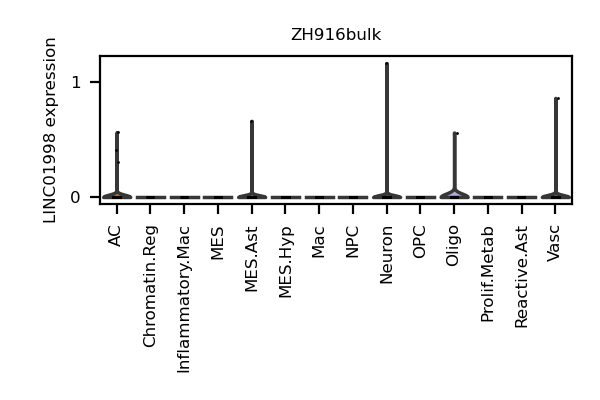 ZH916bulk
LINC01998 expression
1
0
AC
Chromatin.Reg
Inflammatory.Mac
MES
MES.Ast
MES.Hyp
Mac
NPC
Neuron
OPC
Oligo
Prolif.Metab
Reactive.Ast
Vasc